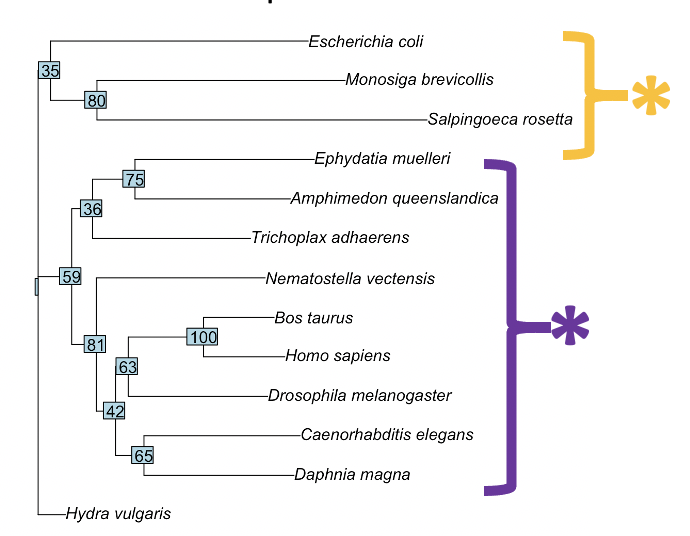 Escherichia coli
35
Monosiga brevicollis
80
Salpingoeca rosetta
Ephydatia muelleri
75
Amphimedon queenslandica
36
Trichoplax adhaerens
59
Nematostella vectensis
Bos taurus
100
81
Homo sapiens
63
Drosophila melanogaster
42
Caenorhabditis elegans
65
Daphnia magna
Hydra vulgaris